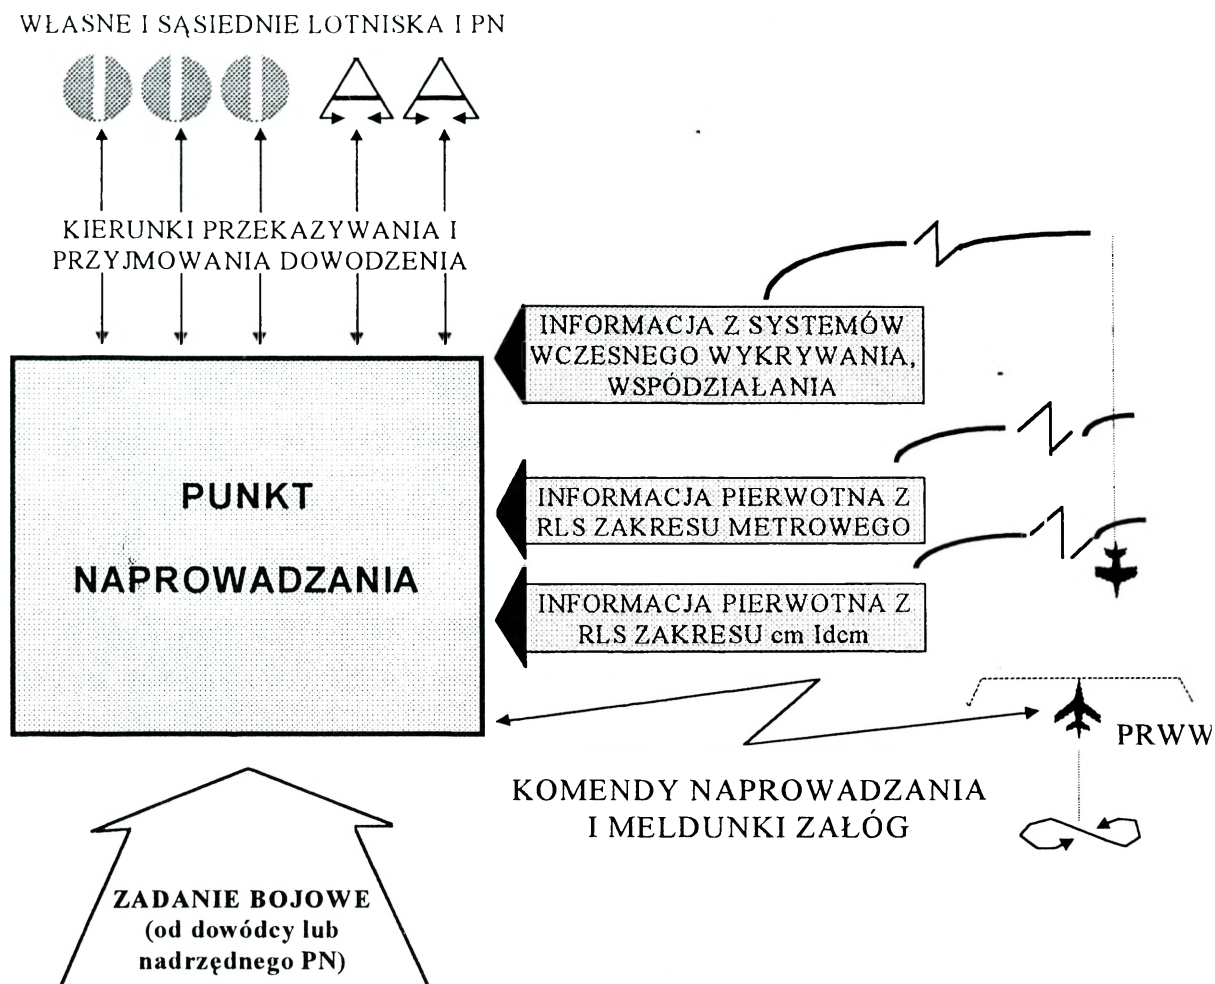 WŁASNE I SĄSIEDNIE LOTNISKA I PN
KIERUNKI PRZEKAZYWANIA I
PRZYJMOWANIA DOWODZENIA
INFORMACJA Z SYSTEMÓW
WCZESNEGO WYKRYWANIA,
WSPÓDZIAŁANIA
PUNKT
NAPROWADZANIA
INFORMACJA PIERWOTNA Z
RLS ZAKRESU METROWEGO
INFORMACJA PIERWOTNA Z
RLS ZAKRESU cm Idcm
PRWW
KOMENDY NAPROWADZANIA
I MELDUNKI ZAŁÓG
ZADANIE BOJOWE
(od dowódcy lub
nadrzędnego PN)